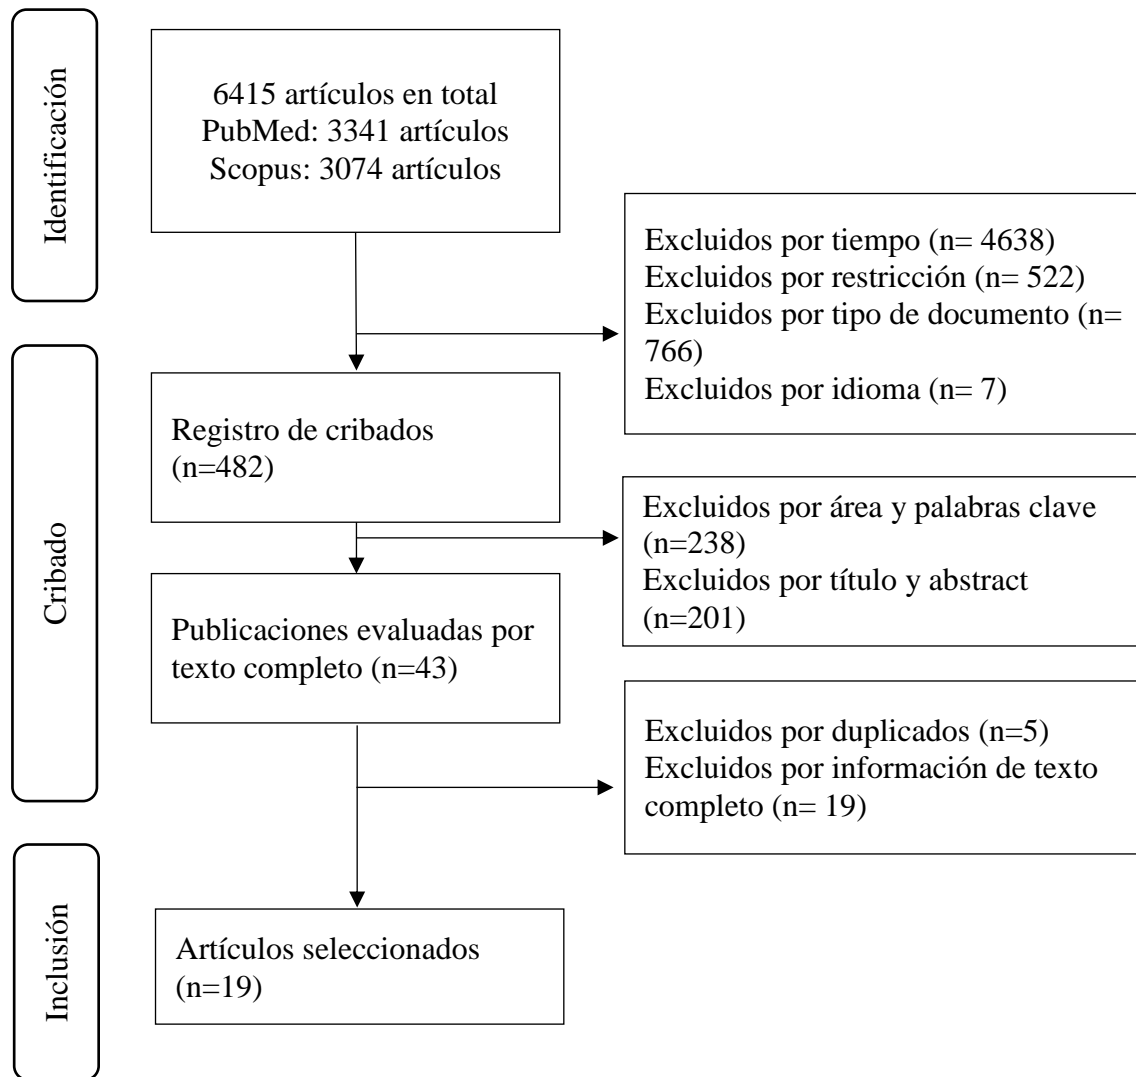 Identificación
6415 artículos en total
PubMed: 3341 artículos
Scopus: 3074 artículos
Excluidos por tiempo (n= 4638)
Excluidos por restricción (n= 522)
Excluidos por tipo de documento (n=
766)
Excluidos por idioma (n= 7)
Cribado
Registro de cribados
(n=482)
Excluidos por área y palabras clave
(n=238)
Excluidos por título y abstract
(n=201)
Publicaciones evaluadas por
texto completo (n=43)
Excluidos por duplicados (n=5)
Excluidos por información de texto
completo (n= 19)
Inclusión
Artículos seleccionados
(n=19)